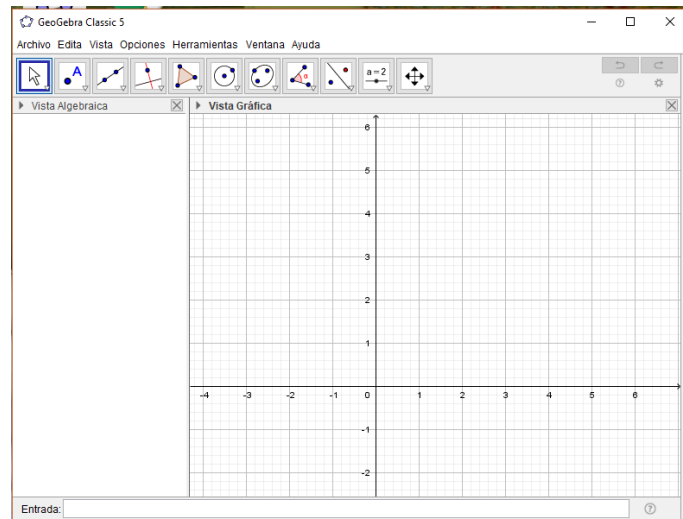 GeoGebra Classic 5
Archivo Edita Vista Opciones Herramientas Ventana Ayuda
A
α
a=2
Vista Algebraica
Vista Gráfica
6
5
4
3
2
1
-4 -3 -2 -1 0 1 2 3 4 5 6
-1
-2
Entrada: